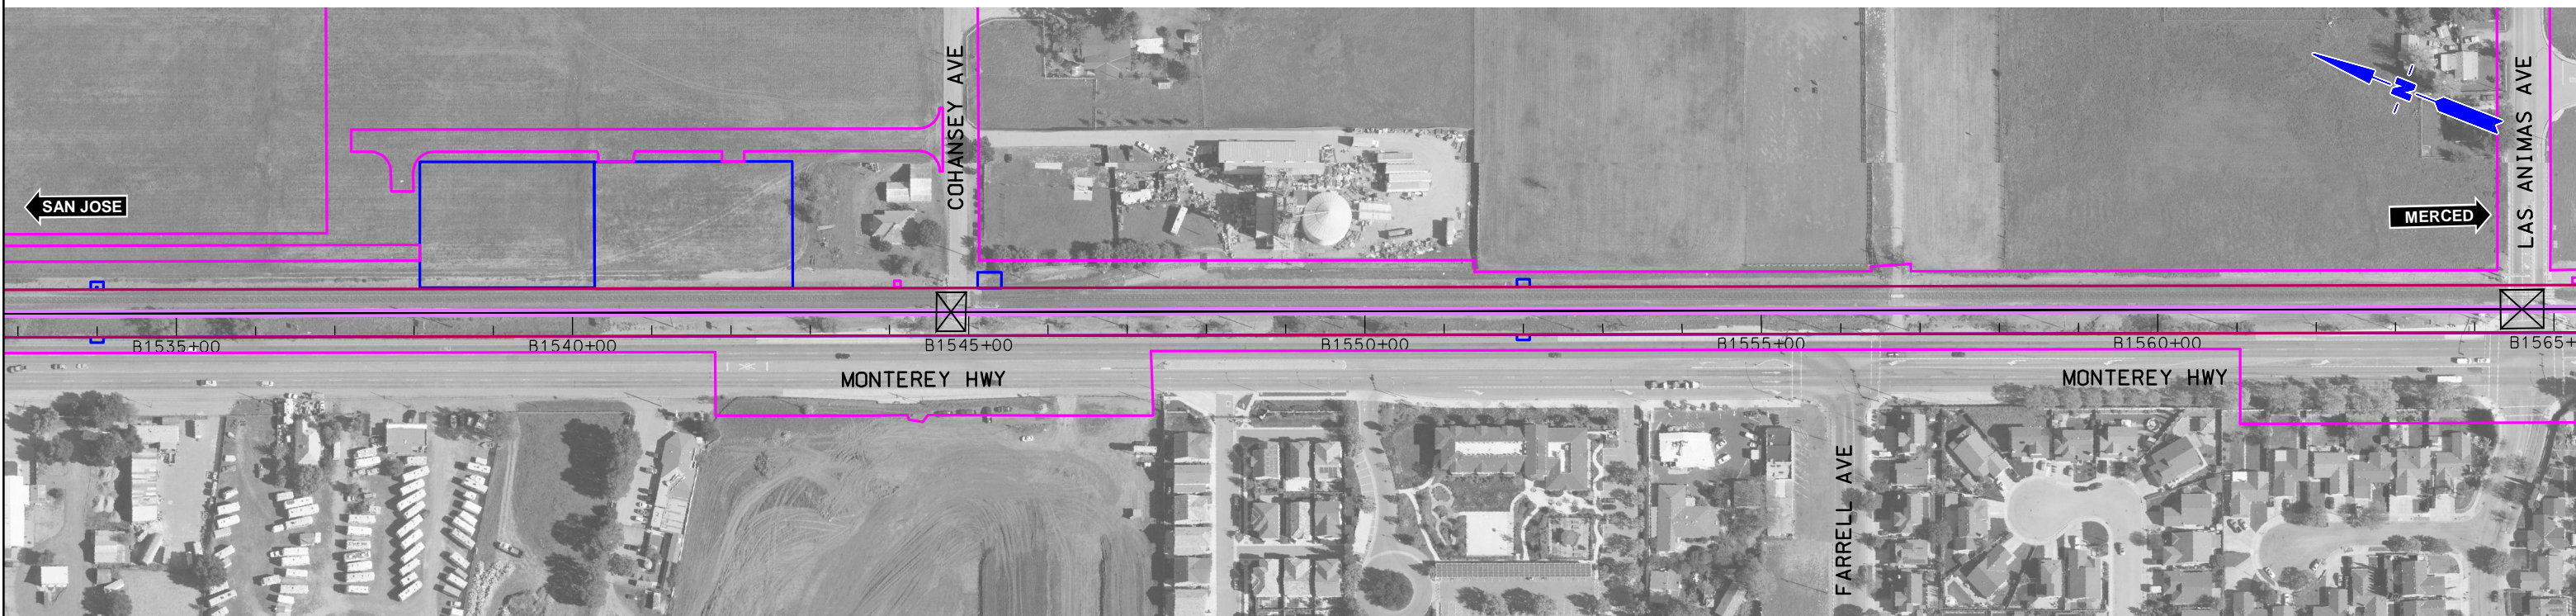 COHANSEY AVE
LAS ANIMAS AVE
N
SAN JOSE
MERCED
B1535+00
B1540+00
B1545+00
B1550+00
B1555+00
B1560+00
B1565+
MONTEREY HWY
MONTEREY HWY
FARRELL AVE